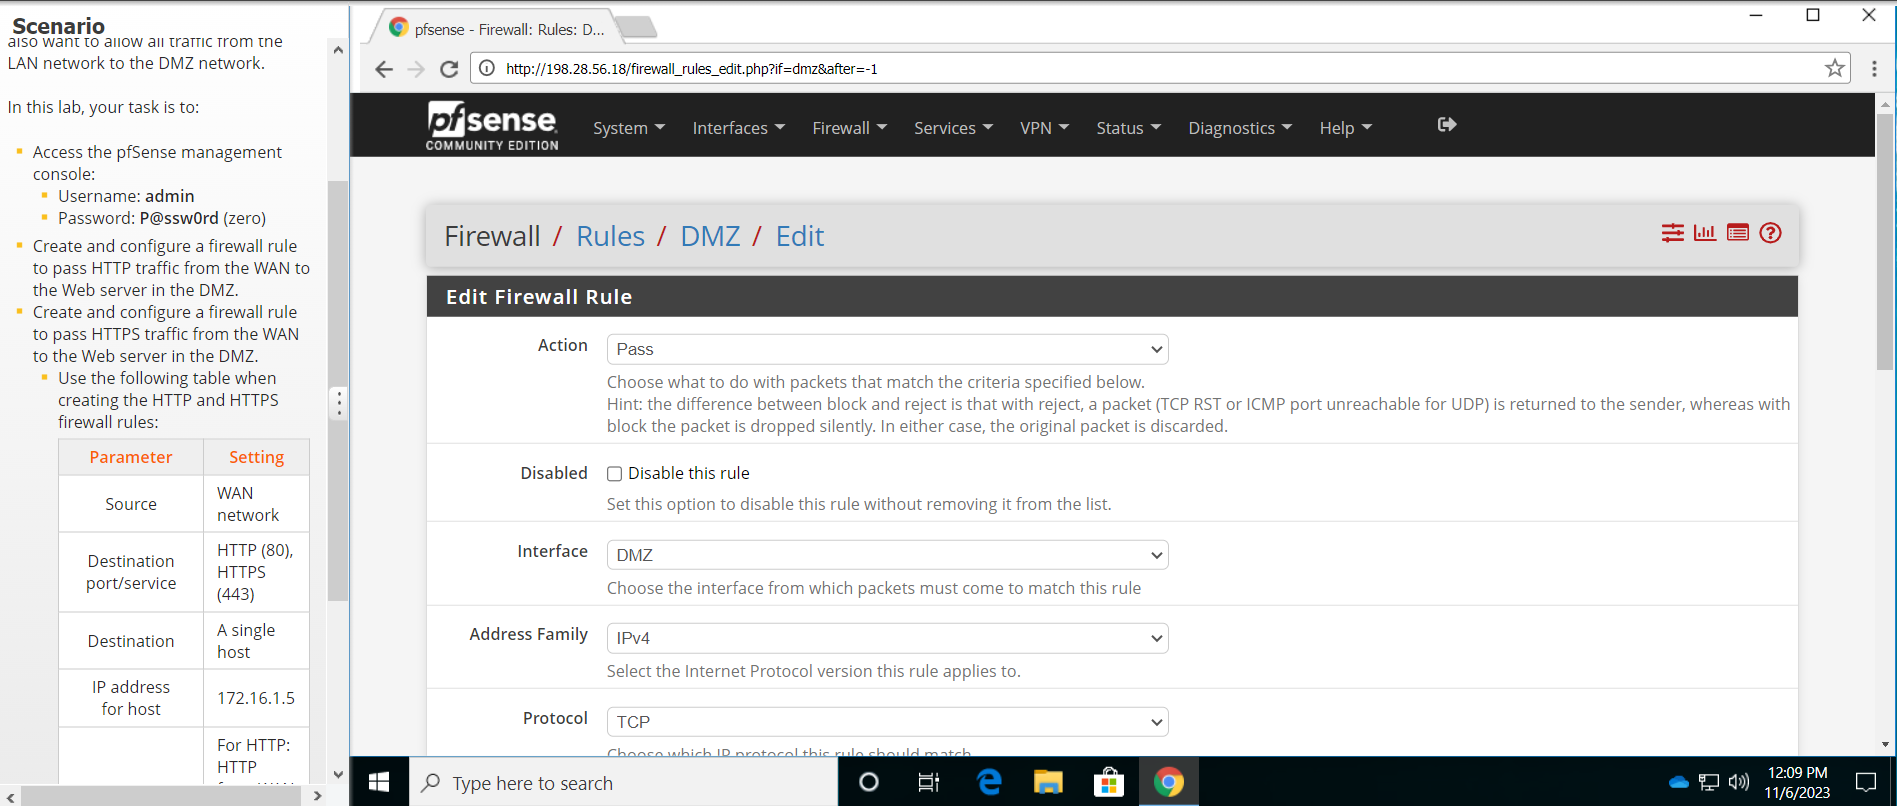 Scenario
also want to allow all traffic from the
LAN network to the DMZ network.
In this lab, your task is to:
Access the pfSense management
console:
Username: admin
Password: P@ssw0rd (zero)
Create and configure a firewall rule
to pass HTTP traffic from the WAN to
the Web server in the DMZ.
Create and configure a firewall rule
to pass HTTPS traffic from the WAN
to the Web server in the DMZ.
Use the following table when
creating the HTTP and HTTPS
firewall rules:
Parameter Setting
Source WAN network
Destination port/service HTTP (80), HTTPS (443)
Destination A single host
IP address for host 172.16.1.5
For HTTP:
HTTP
pfsense - Firewall: Rules: D...
http://198.28.56.18/firewall_rules_edit.php?if=dmz&after=-1
pfsense
COMMUNITY EDITION
System Interfaces Firewall Services VPN Status Diagnostics Help
Firewall / Rules / DMZ / Edit
Edit Firewall Rule
Action Pass
Choose what to do with packets that match the criteria specified below.
Hint: the difference between block and reject is that with reject, a packet (TCP RST or ICMP port unreachable for UDP) is returned to the sender, whereas with
block the packet is dropped silently. In either case, the original packet is discarded.
Disabled Disable this rule
Set this option to disable this rule without removing it from the list.
Interface DMZ
Choose the interface from which packets must come to match this rule
Address Family IPv4
Select the Internet Protocol version this rule applies to.
Protocol TCP
Choose which IP protocol this rule should match.
Type here to search
12:09 PM
11/6/2023